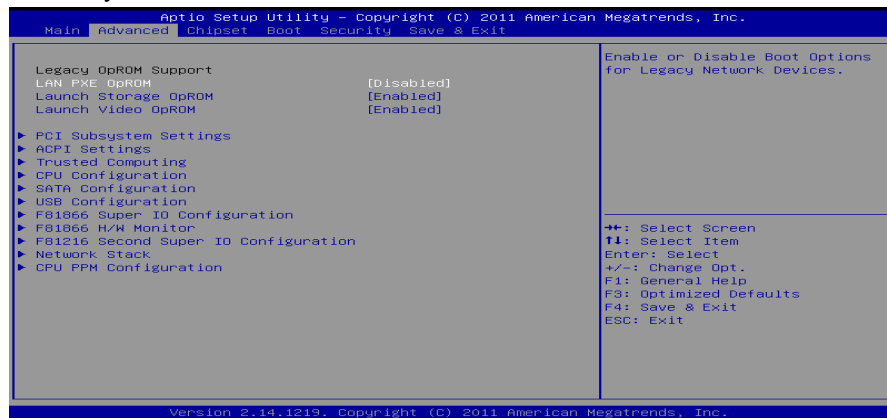 Aptio Setup Utility – Copyright (C) 2011 American Megatrends, Inc.
Main Advanced Chipset Boot Security Save & Exit
Legacy OpROM Support
LAN PXE OpROM [Disabled]
Launch Storage OpROM [Enabled]
Launch Video OpROM [Enabled]
► PCI Subsystem Settings
► ACPI Settings
► Trusted Computing
► CPU Configuration
► SATA Configuration
► USB Configuration
► F81866 Super IO Configuration
► F81866 H/W Monitor
► F81216 Second Super IO Configuration
► Network Stack
► CPU PPM Configuration
Enable or Disable Boot Options
for Legacy Network Devices.
→←: Select Screen
↑↓: Select Item
Enter: Select
+/-: Change Opt.
F1: General Help
F3: Optimized Defaults
F4: Save & Exit
ESC: Exit
Version 2.14.1219. Copyright (C) 2011 American Megatrends, Inc.